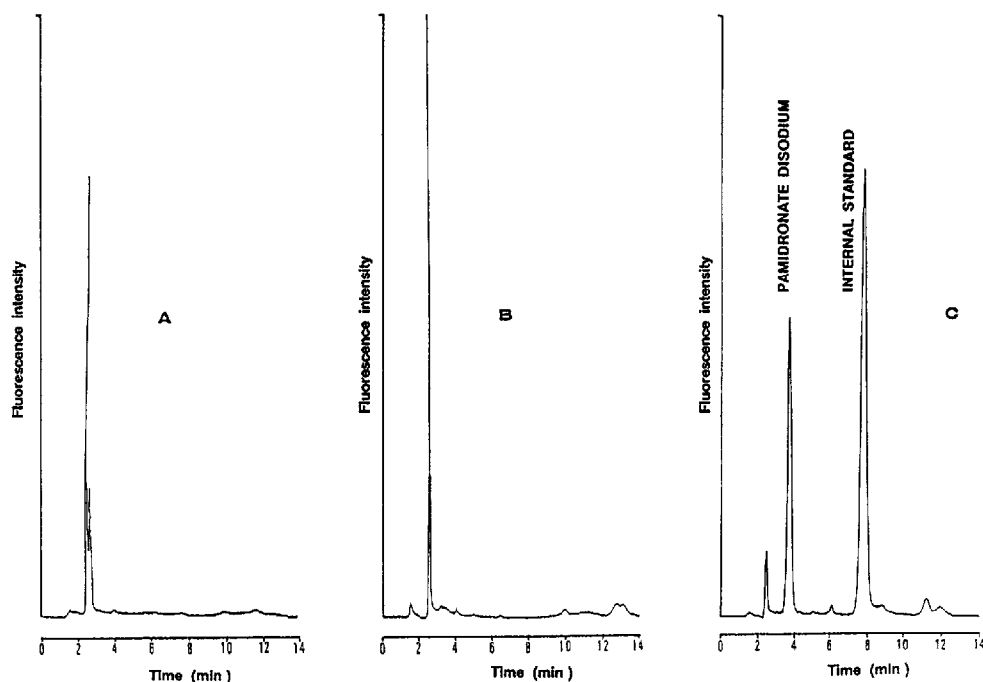 Fluorescence intensity
A
0 2 4 6 8 10 12 14
Time (min)
Fluorescence intensity
B
0 2 4 6 8 10 12 14
Time (min)
Fluorescence intensity
PAMIDRONATE DISODIUM
INTERNAL STANDARD
C
0 2 4 6 8 10 12 14
Time (min)